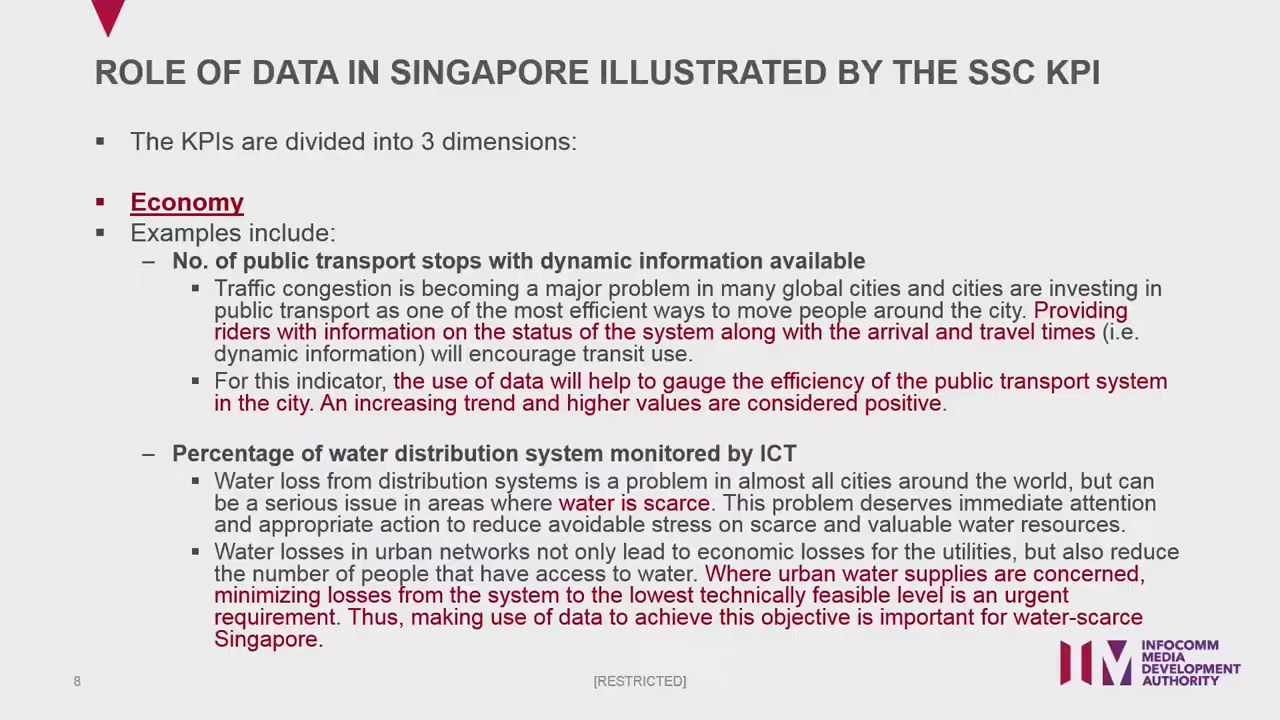 ROLE OF DATA IN SINGAPORE ILLUSTRATED BY THE SSC KPI
▪ The KPIs are divided into 3 dimensions:
▪ Economy
▪ Examples include:
– No. of public transport stops with dynamic information available
▪ Traffic congestion is becoming a major problem in many global cities and cities are investing in
public transport as one of the most efficient ways to move people around the city. Providing
riders with information on the status of the system along with the arrival and travel times (i.e.
dynamic information) will encourage transit use.
▪ For this indicator, the use of data will help to gauge the efficiency of the public transport system
in the city. An increasing trend and higher values are considered positive.
– Percentage of water distribution system monitored by ICT
▪ Water loss from distribution systems is a problem in almost all cities around the world, but can
be a serious issue in areas where water is scarce. This problem deserves immediate attention
and appropriate action to reduce avoidable stress on scarce and valuable water resources.
▪ Water losses in urban networks not only lead to economic losses for the utilities, but also reduce
the number of people that have access to water. Where urban water supplies are concerned,
minimizing losses from the system to the lowest technically feasible level is an urgent
requirement. Thus, making use of data to achieve this objective is important for water-scarce
Singapore.
8
[RESTRICTED]
INFOCOMM
MEDIA
DEVELOPMENT
AUTHORITY